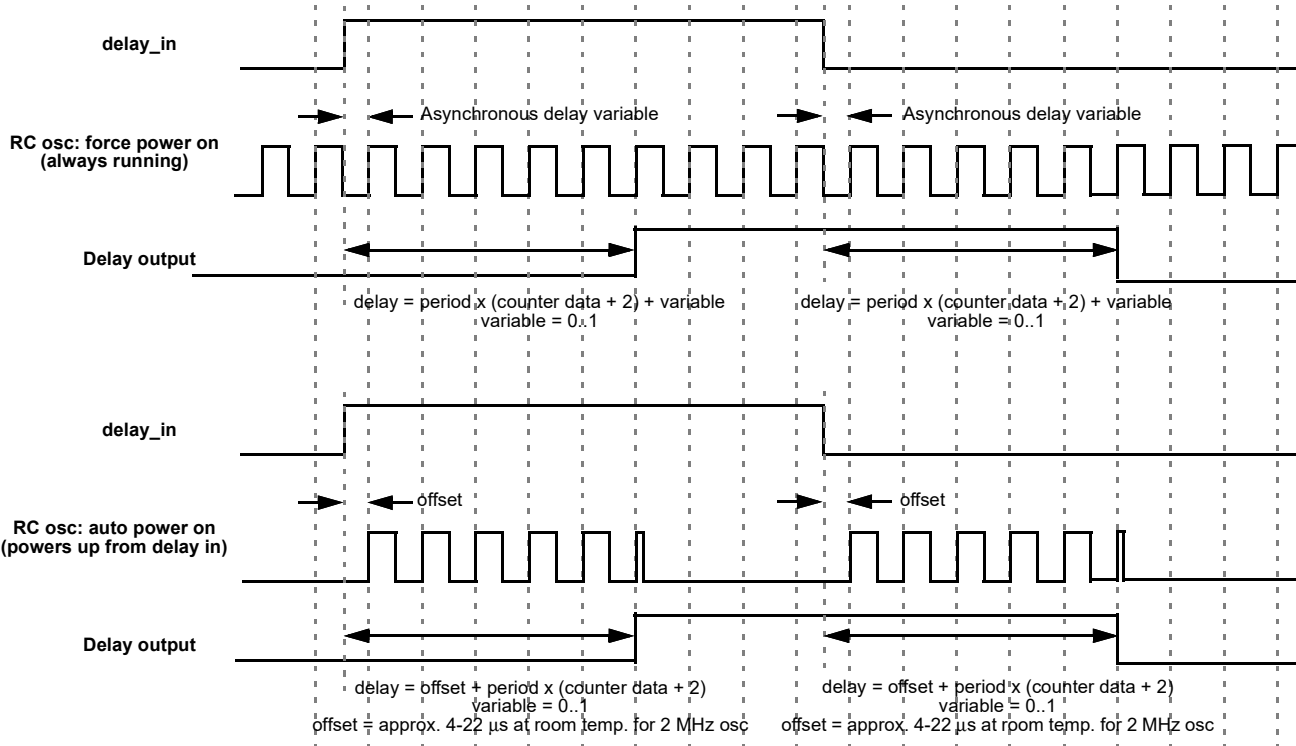 delay_in
Asynchronous delay variable
Asynchronous delay variable
RC osc: force power on
(always running)
Delay output
delay = period x (counter data + 2) + variable
variable = 0..1
delay = period x (counter data + 2) + variable
variable = 0..1
delay_in
offset
offset
RC osc: auto power on
(powers up from delay in)
Delay output
delay = offset + period x (counter data + 2)
variable = 0..1
offset = approx. 4-22 μs at room temp. for 2 MHz osc
delay = offset + period x (counter data + 2)
variable = 0..1
offset = approx. 4-22 μs at room temp. for 2 MHz osc